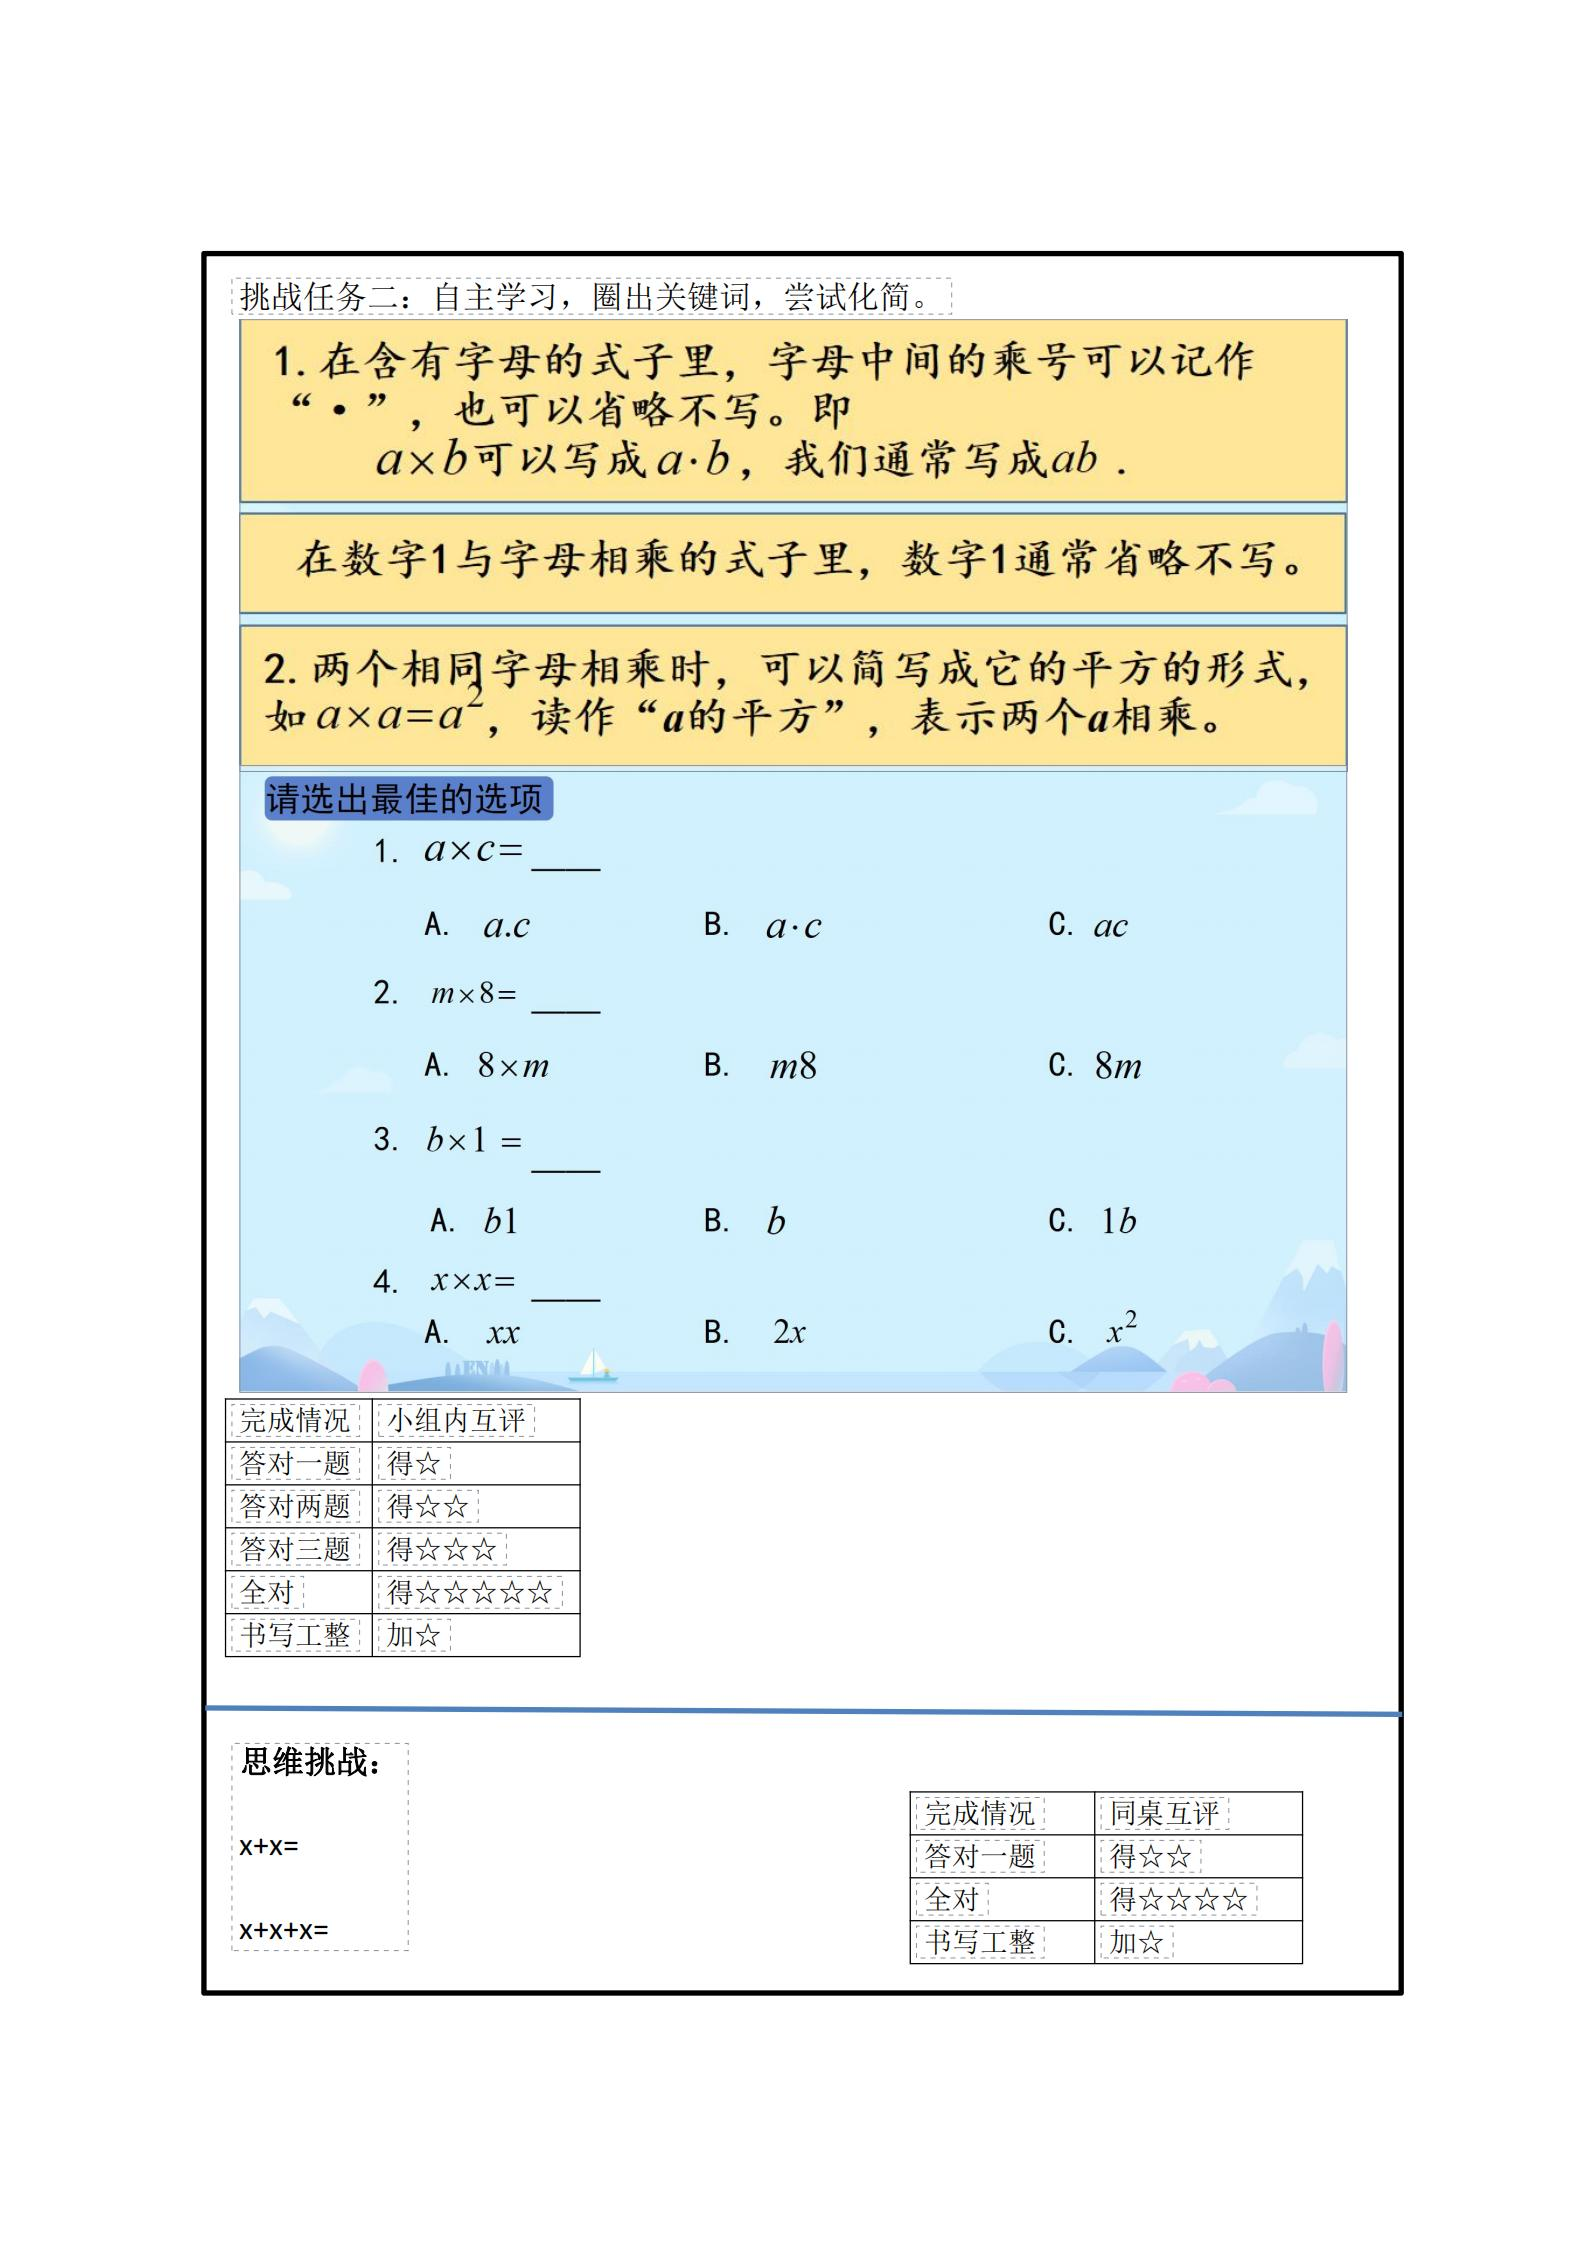 挑战任务二：自主学习，圈出关键词，尝试化简。
1. 在含有字母的式子里，字母中间的乘号可以记作
“·”，也可以省略不写。即
a×b可以写成a·b，我们通常写成ab .
在数字1与字母相乘的式子里，数字1通常省略不写。
2. 两个相同字母相乘时，可以简写成它的平方的形式，
如a×a=a²，读作“a的平方”，表示两个a相乘。
请选出最佳的选项
1. a×c= ____
A. a.c B. a·c C. ac
2. m×8= ____
A. 8×m B. m8 C. 8m
3. b×1 = ____
A. b1 B. b C. 1b
4. x×x= ____
A. xx B. 2x C. x²
完成情况 小组内互评
答对一题 得☆
答对两题 得☆☆
答对三题 得☆☆☆
全对 得☆☆☆☆☆
书写工整 加☆
思维挑战：
x+x=
x+x+x=
完成情况 同桌互评
答对一题 得☆☆
全对 得☆☆☆☆
书写工整 加☆